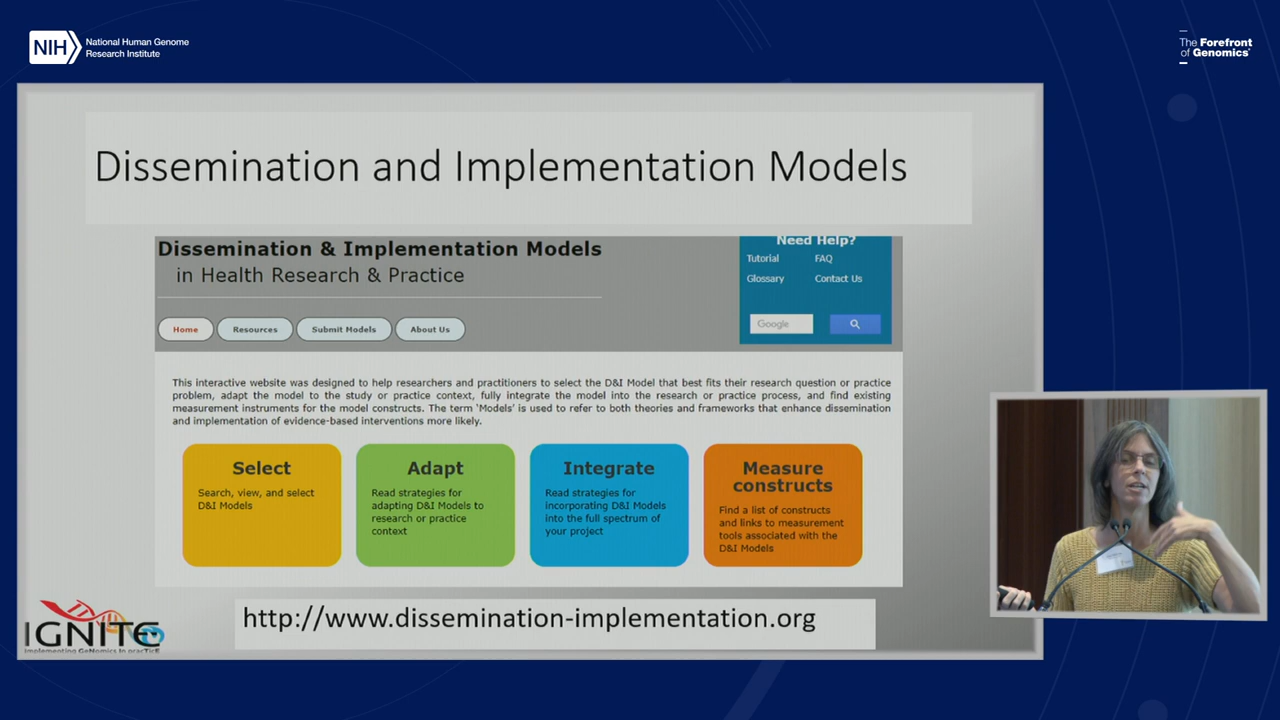 NIH
National Human Genome
Research Institute
The Forefront
of Genomics®
Dissemination and Implementation Models
Dissemination & Implementation Models
in Health Research & Practice
Need Help?
Tutorial FAQ
Glossary Contact Us
Google
Home Resources Submit Models About Us
This interactive website was designed to help researchers and practitioners to select the D&I Model that best fits their research question or practice
problem, adapt the model to the study or practice context, fully integrate the model into the research or practice process, and find existing
measurement instruments for the model constructs. The term 'Models' is used to refer to both theories and frameworks that enhance dissemination
and implementation of evidence-based interventions more likely.
Select
Search, view, and select
D&I Models
Adapt
Read strategies for
adapting D&I Models to
research or practice
context
Integrate
Read strategies for
incorporating D&I Models
into the full spectrum of
your project
Measure
constructs
Find a list of constructs
and links to measurement
tools associated with the
D&I Models
IGNITE
Implementing GeNomics In pracTicE
http://www.dissemination-implementation.org